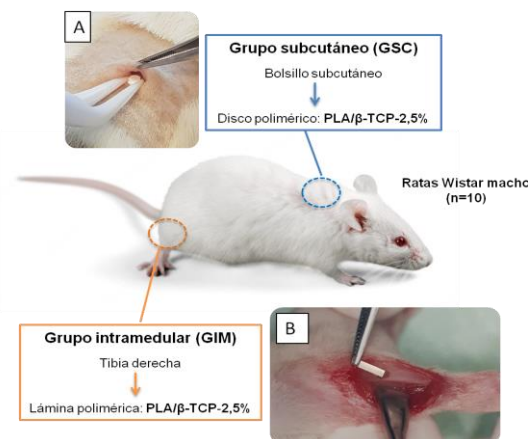 A
Grupo subcutáneo (GSC)
Bolsillo subcutáneo
Disco polimérico: PLA/β-TCP-2,5%
Ratas Wistar macho
(n=10)
Grupo intramedular (GIM)
Tibia derecha
Lámina polimérica: PLA/β-TCP-2,5%
B